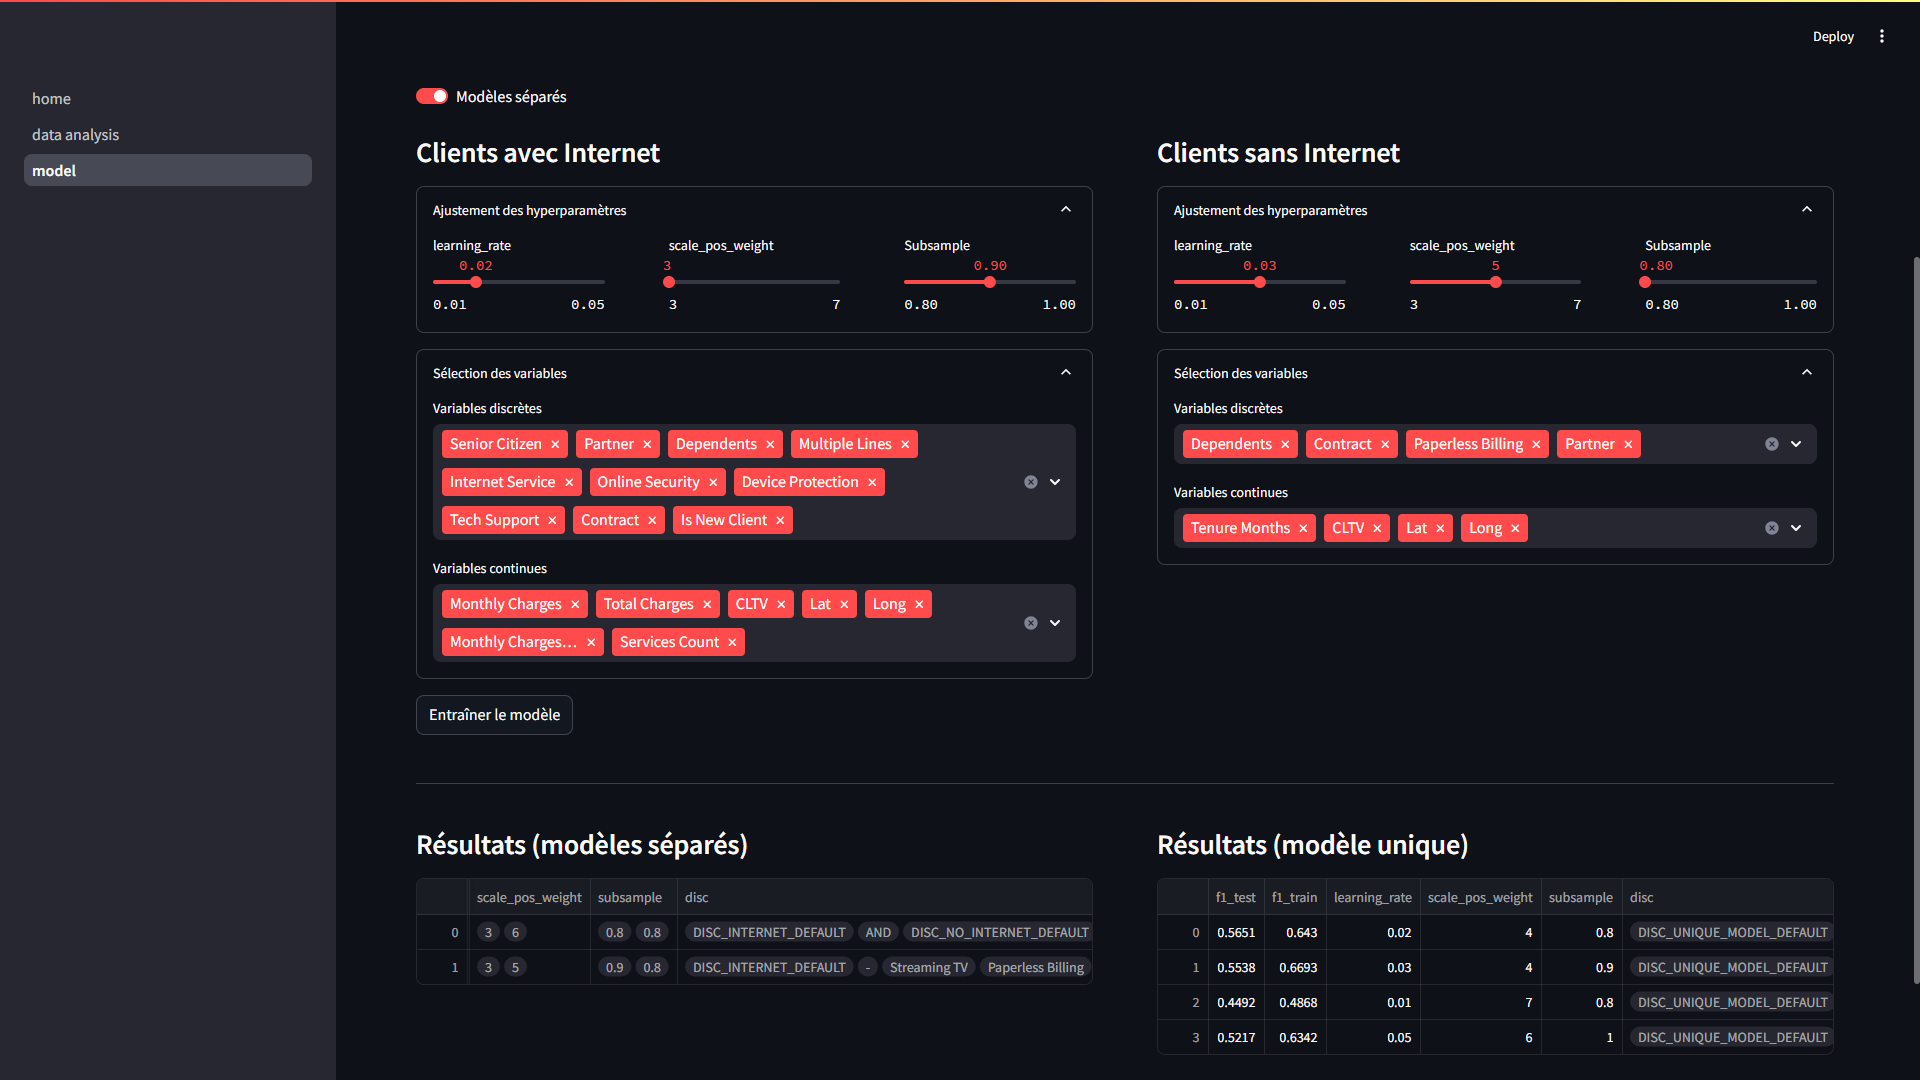 Deploy
home
data analysis
model
Modèles séparés
Clients avec Internet
Ajustement des hyperparamètres
learning_rate
0.02
0.01 0.05
scale_pos_weight
3
3 7
Subsample
0.90
0.80 1.00
Sélection des variables
Variables discrètes
Senior Citizen Partner Dependents Multiple Lines
Internet Service Online Security Device Protection
Tech Support Contract Is New Client
Variables continues
Monthly Charges Total Charges CLTV Lat Long
Monthly Charges... Services Count
Entraîner le modèle
Clients sans Internet
Ajustement des hyperparamètres
learning_rate
0.03
0.01 0.05
scale_pos_weight
5
3 7
Subsample
0.80
0.80 1.00
Sélection des variables
Variables discrètes
Dependents Contract Paperless Billing Partner
Variables continues
Tenure Months CLTV Lat Long
Résultats (modèles séparés)
scale_pos_weight subsample disc
0 3 6 0.8 0.8 DISC_INTERNET_DEFAULT AND DISC_NO_INTERNET_DEFAULT
1 3 5 0.9 0.8 DISC_INTERNET_DEFAULT - Streaming TV Paperless Billing
Résultats (modèle unique)
f1_test f1_train learning_rate scale_pos_weight subsample disc
0 0.5651 0.643 0.02 4 0.8 DISC_UNIQUE_MODEL_DEFAULT
1 0.5538 0.6693 0.03 4 0.9 DISC_UNIQUE_MODEL_DEFAULT
2 0.4492 0.4868 0.01 7 0.8 DISC_UNIQUE_MODEL_DEFAULT
3 0.5217 0.6342 0.05 6 1 DISC_UNIQUE_MODEL_DEFAULT